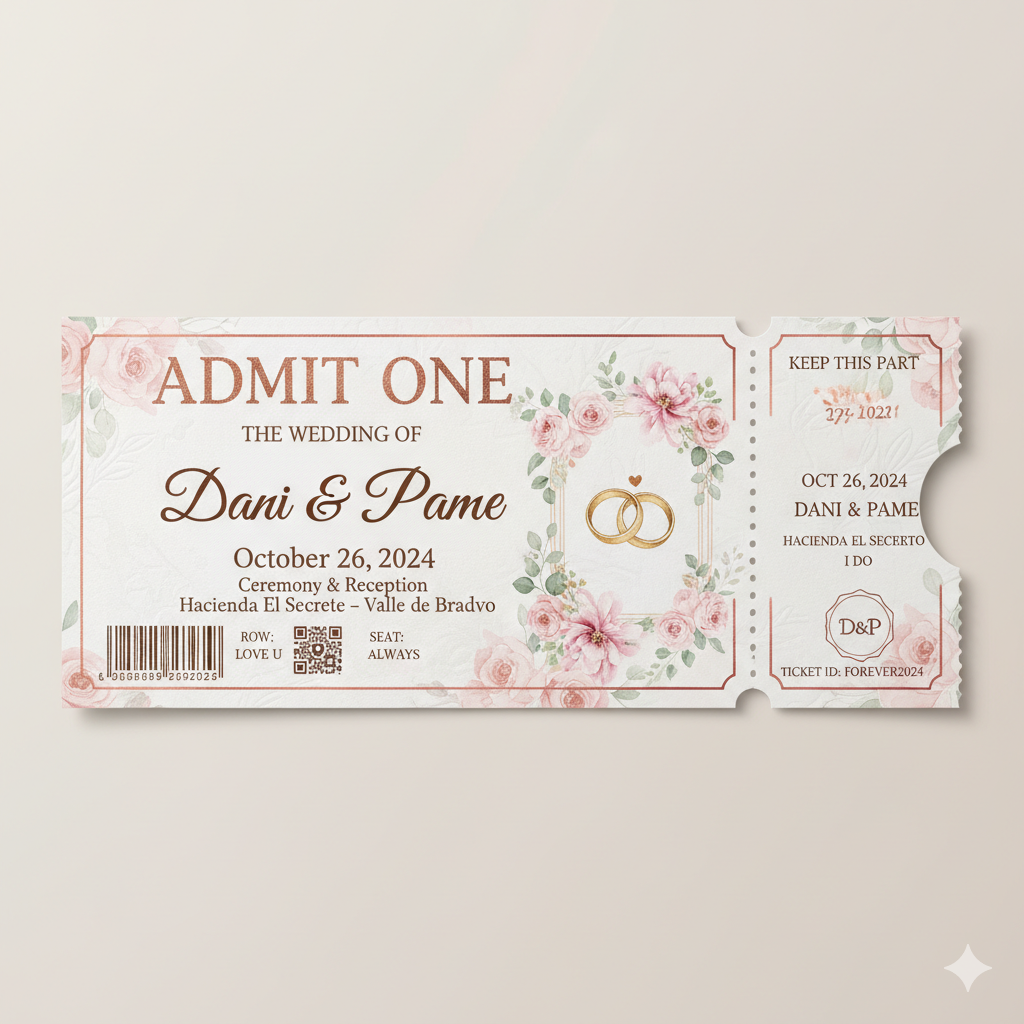 ADMIT ONE
THE WEDDING OF
Dani & Pame
October 26, 2024
Ceremony & Reception
Hacienda El Secrete – Valle de Bradvo
ROW:
LOVE U
SEAT:
ALWAYS
KEEP THIS PART
OCT 26, 2024
DANI & PAME
HACIENDA EL SECERTO
I DO
D&P
TICKET ID: FOREVER2024